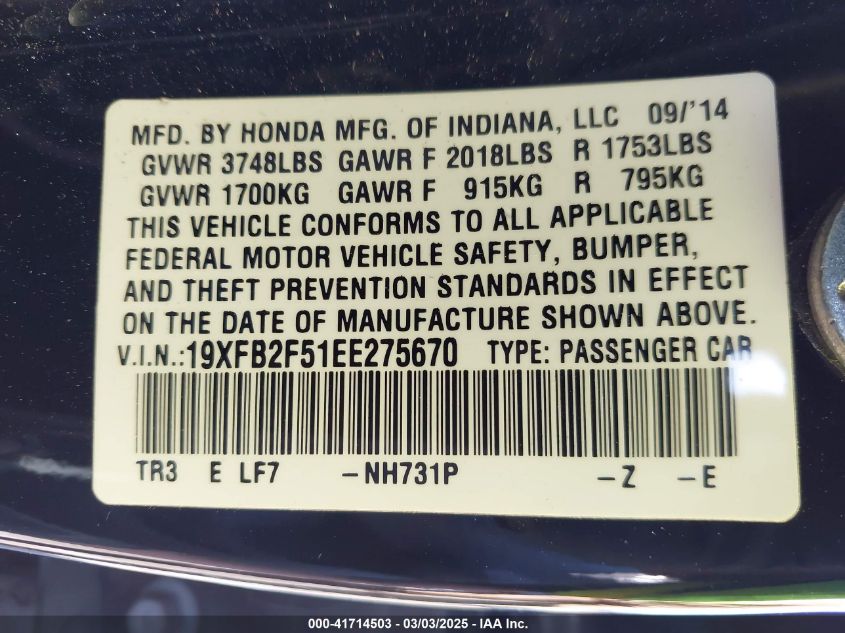 MFD. BY HONDA MFG. OF INDIANA, LLC 09/'14
GVWR 3748LBS GAWR F 2018LBS R 1753LBS
GVWR 1700KG GAWR F 915KG R 795KG
THIS VEHICLE CONFORMS TO ALL APPLICABLE
FEDERAL MOTOR VEHICLE SAFETY, BUMPER,
AND THEFT PREVENTION STANDARDS IN EFFECT
ON THE DATE OF MANUFACTURE SHOWN ABOVE.
V.I.N.:19XFB2F51EE275670 TYPE: PASSENGER CAR
TR3 E LF7 -NH731P -Z -E
000-41714503 - 03/03/2025 - IAA Inc.